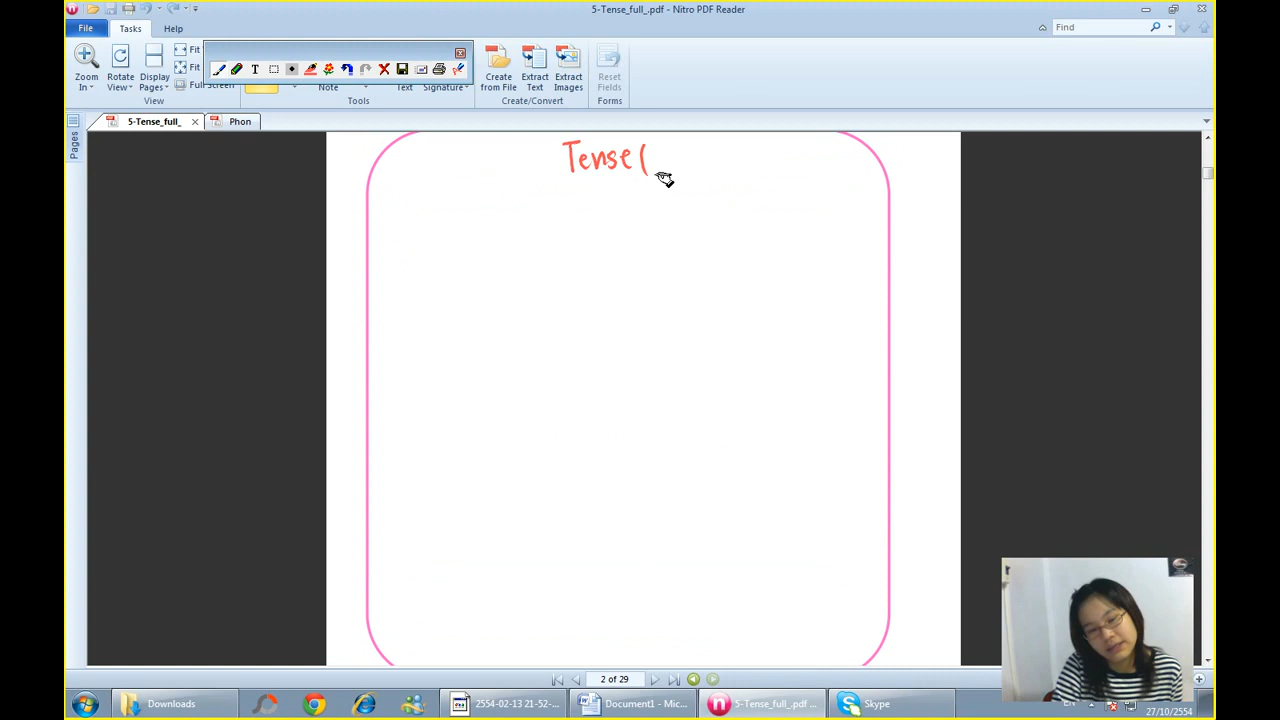 5-Tense_full_.pdf - Nitro PDF Reader
File
Tasks
Help
Find
Zoom In
Rotate View
Display Pages
Fit
Fit
Full Screen
View
Note
Tools
Text
Signature
Create from File
Extract Text
Extract Images
Create/Convert
Reset Fields
Forms
5-Tense_full_
Phon
Pages
Tense (
2 of 29
Downloads
2554-02-13 21-52-...
Document1 - Mic...
5-Tense_full_.pdf ...
Skype
EN
27/10/2554